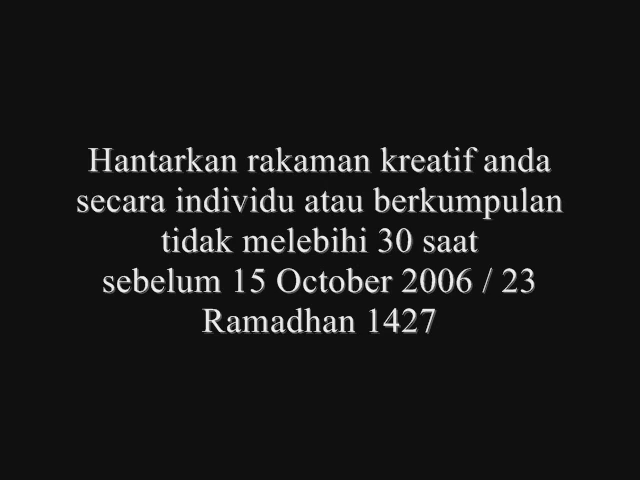 Hantarkan rakaman kreatif anda
secara individu atau berkumpulan
tidak melebihi 30 saat
sebelum 15 October 2006 / 23
Ramadhan 1427